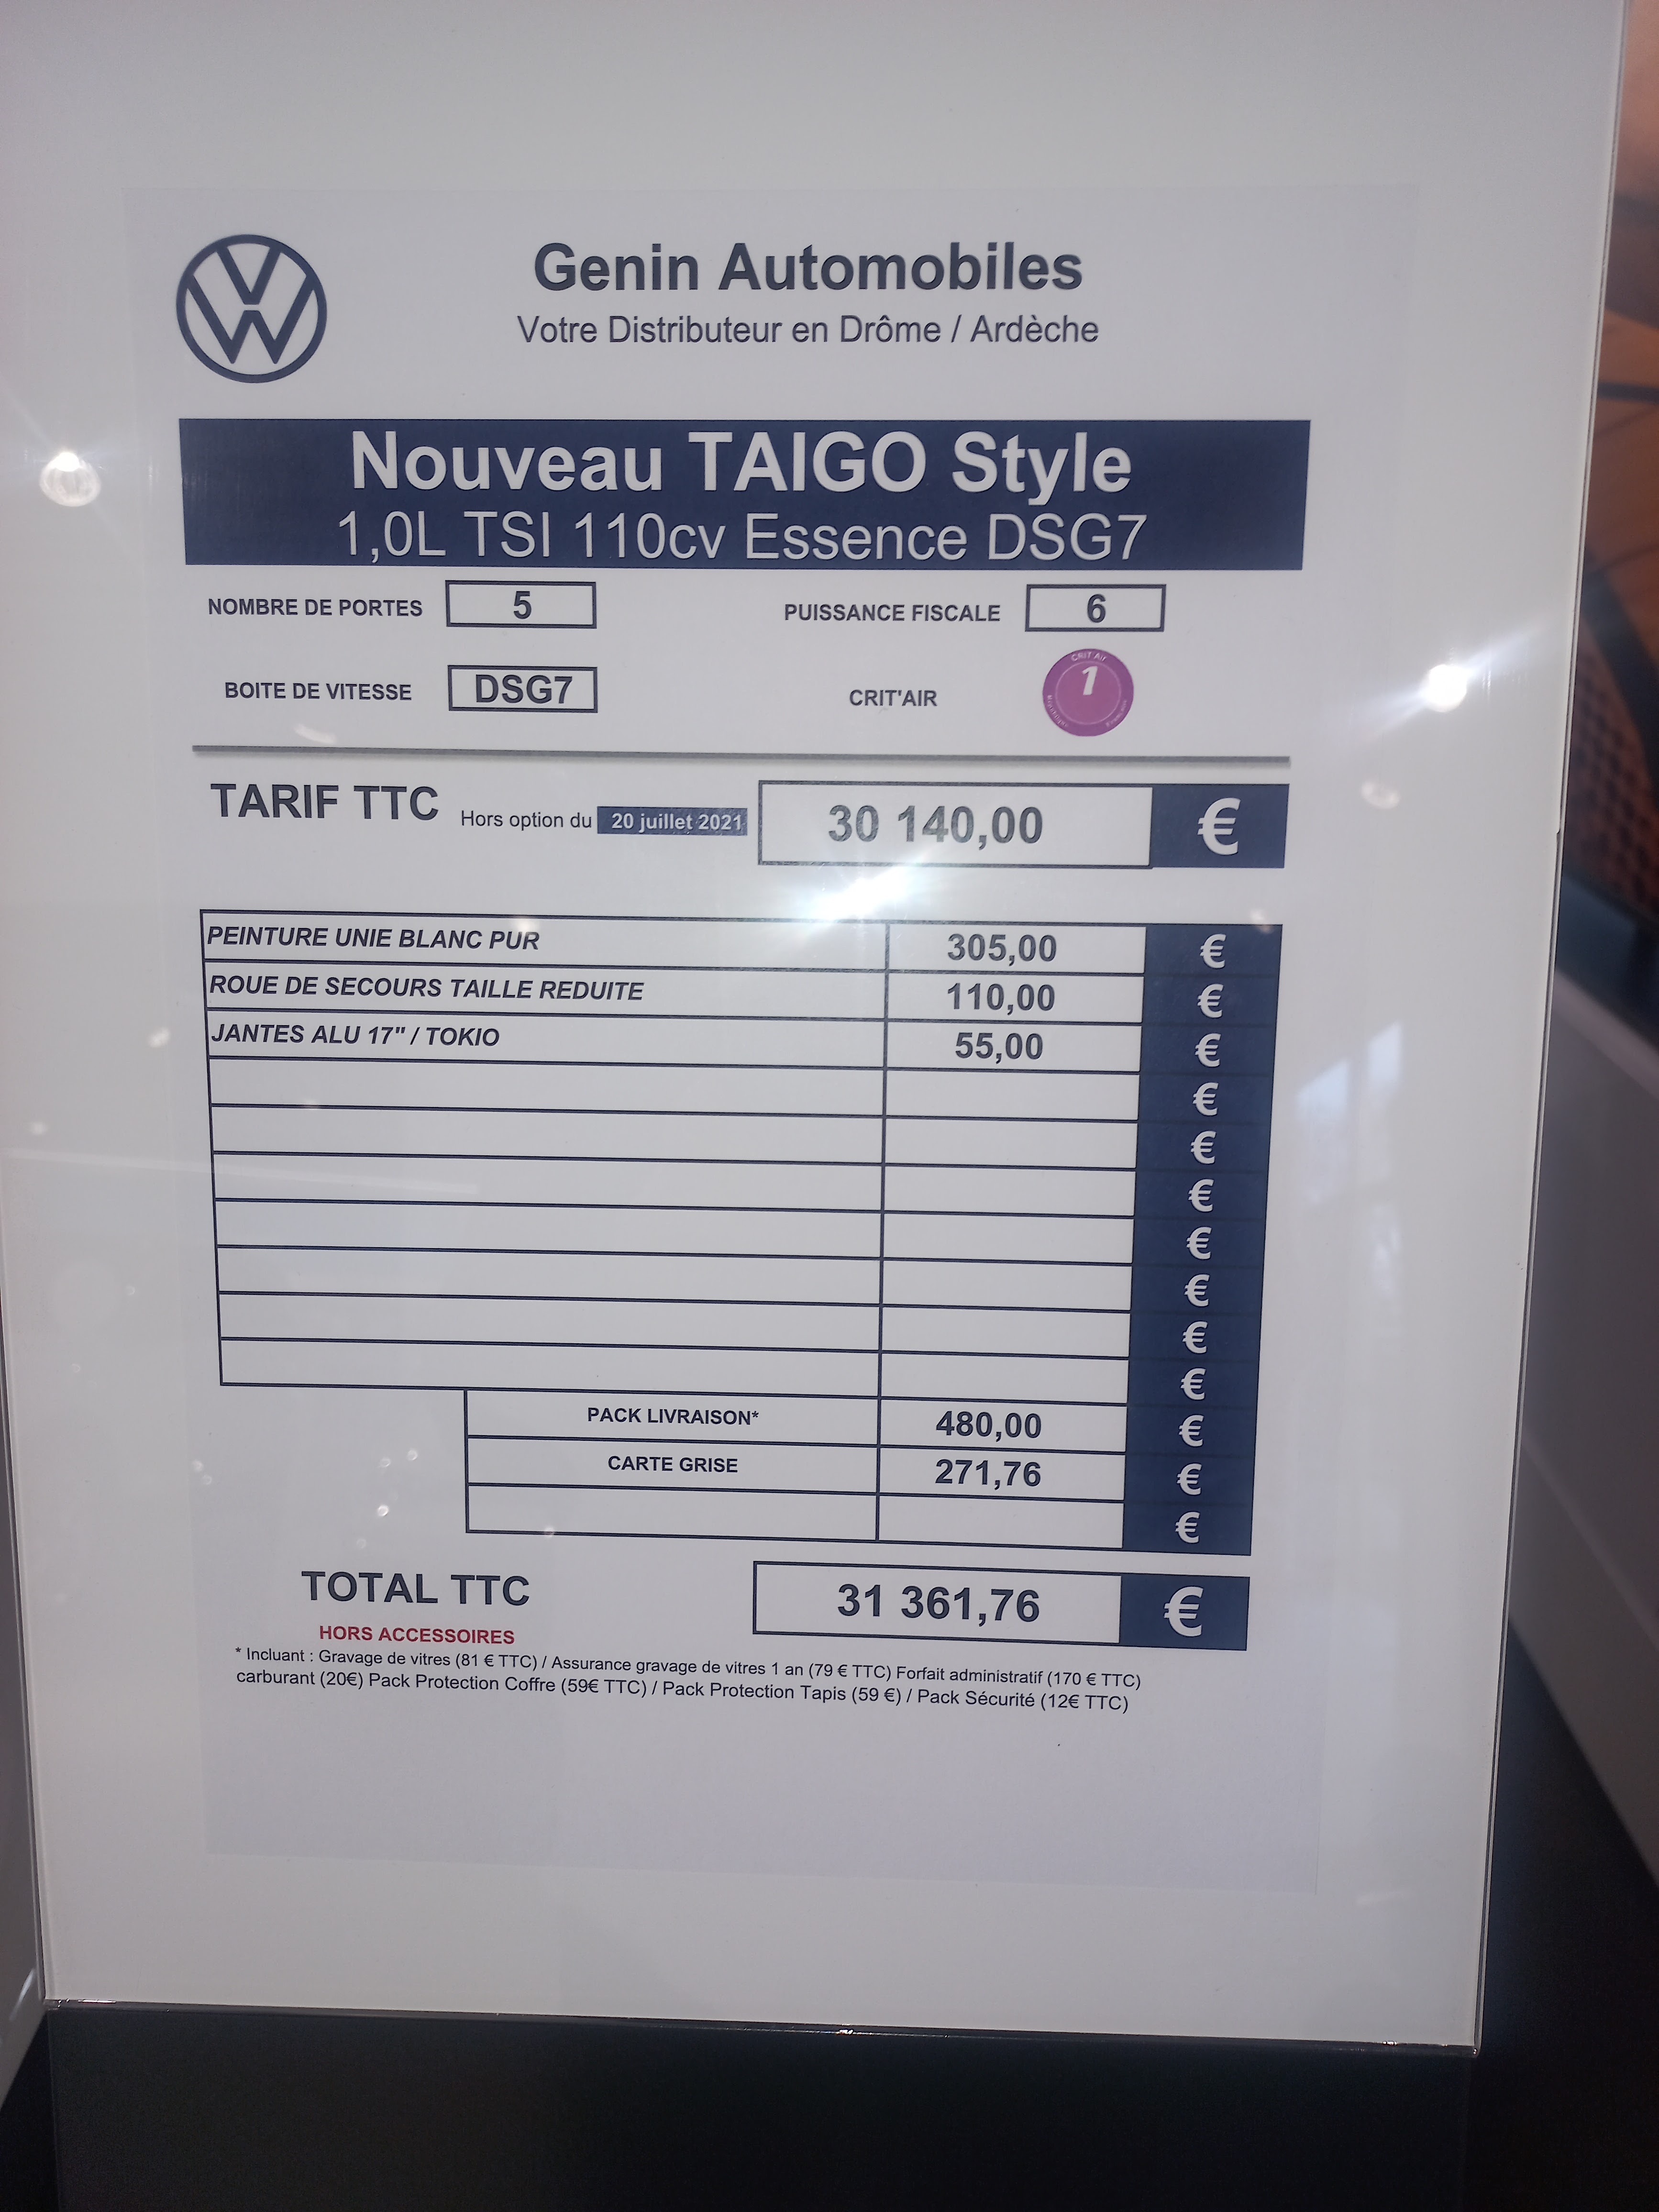 Genin Automobiles
Votre Distributeur en Drôme / Ardèche
Nouveau TAIGO Style
1,0L TSI 110cv Essence DSG7
NOMBRE DE PORTES 5 PUISSANCE FISCALE 6
BOITE DE VITESSE DSG7 CRIT'AIR CRIT'Air 1
TARIF TTC Hors option du 20 juillet 2021 30 140,00 €
PEINTURE UNIE BLANC PUR 305,00 €
ROUE DE SECOURS TAILLE REDUITE 110,00 €
JANTES ALU 17" / TOKIO 55,00 €
€
€
€
€
€
€
€
PACK LIVRAISON* 480,00 €
CARTE GRISE 271,76 €
€
TOTAL TTC 31 361,76 €
HORS ACCESSOIRES
* Incluant : Gravage de vitres (81 € TTC) / Assurance gravage de vitres 1 an (79 € TTC) Forfait administratif (170 € TTC)
carburant (20€) Pack Protection Coffre (59€ TTC) / Pack Protection Tapis (59 €) / Pack Sécurité (12€ TTC)